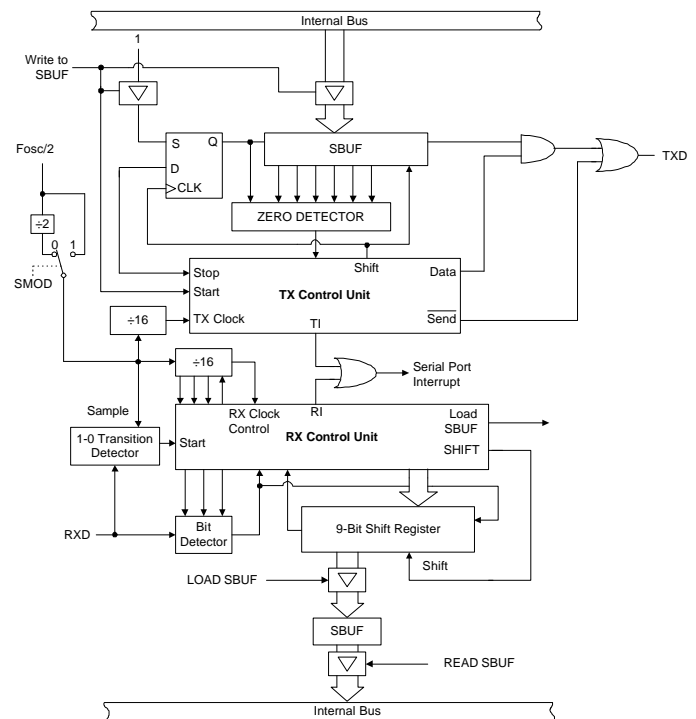 Internal Bus
1
Write to
SBUF
S
Q
D
CLK
SBUF
TXD
Fosc/2
÷2
0 1
SMOD
ZERO DETECTOR
Shift
Stop
Start
TX Clock
TX Control Unit
Data
Send
TI
÷16
÷16
Serial Port
Interrupt
Sample
RX Clock
Control
RI
Load
SBUF
1-0 Transition
Detector
Start
RX Control Unit
SHIFT
RXD
Bit
Detector
9-Bit Shift Register
Shift
LOAD SBUF
SBUF
READ SBUF
Internal Bus